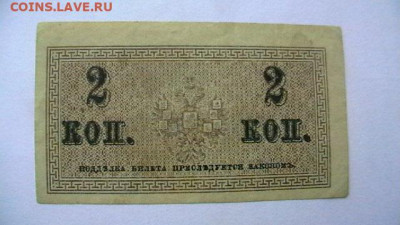 COINS.LAVE.RU
2 2
КОП. КОП.
ПОДДѢЛКА БИЛЕТА ПРЕСЛѢДУЕТСЯ ЗАКОНОМЪ.